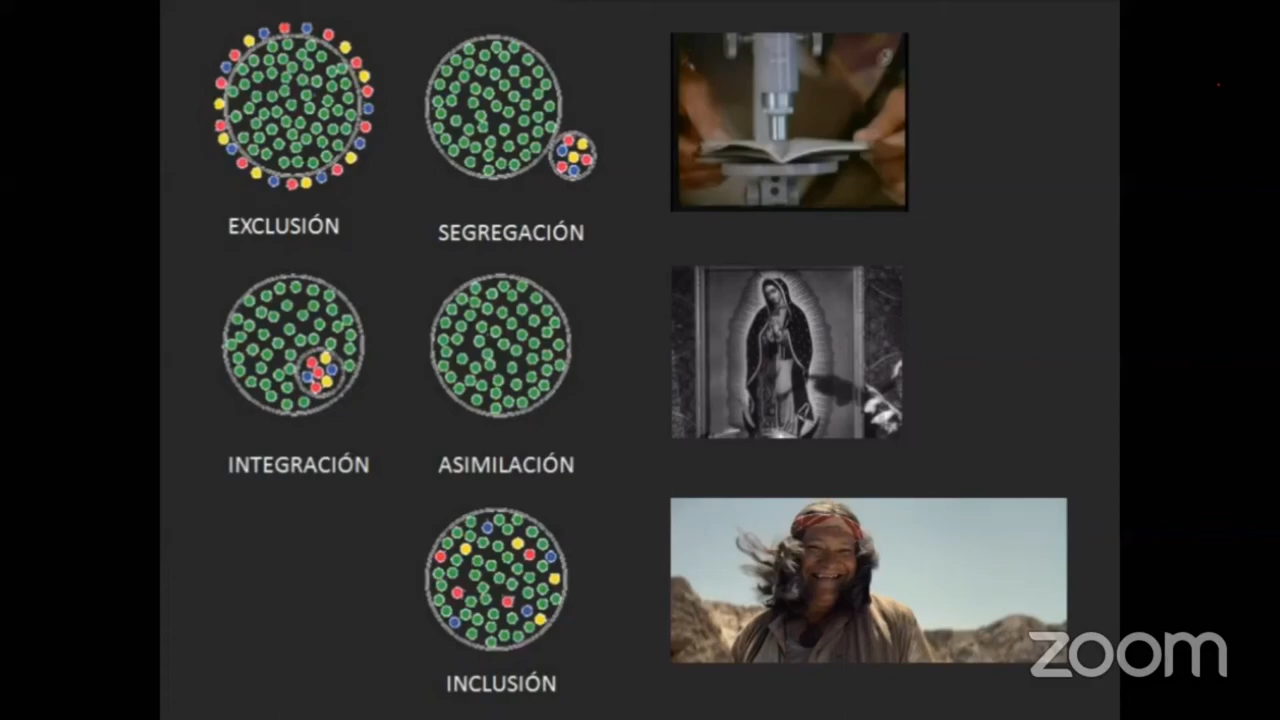 EXCLUSIÓN
SEGREGACIÓN
INTEGRACIÓN
ASIMILACIÓN
INCLUSIÓN
zoom